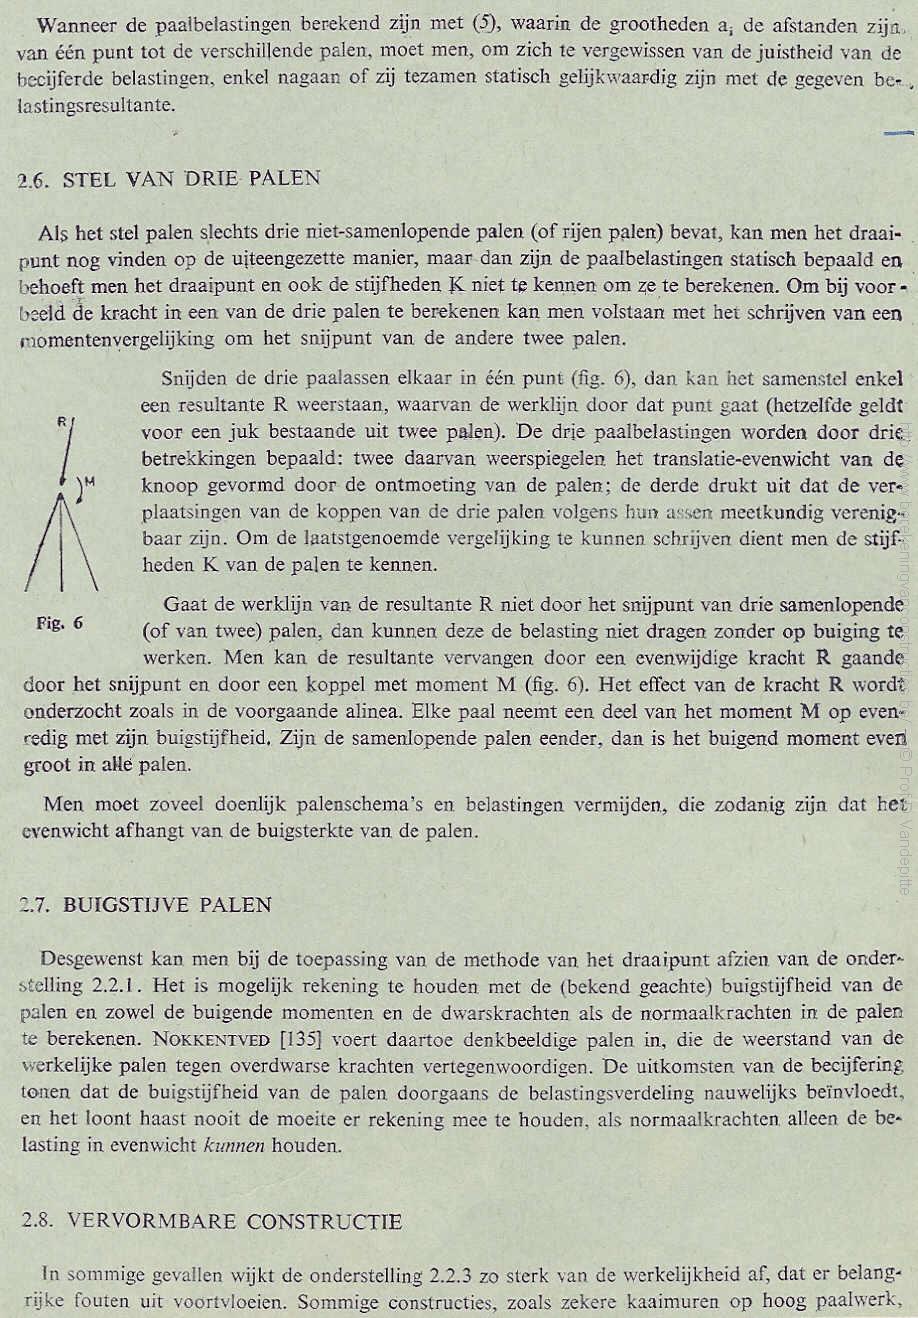 Wanneer de paalbelastingen berekend zijn met (5), waarin de grootheden aᵢ de afstanden zijn
van één punt tot de verschillende palen, moet men, om zich te vergewissen van de juistheid van de
becijferde belastingen, enkel nagaan of zij tezamen statisch gelijkwaardig zijn met de gegeven be-
lastingsresultante.
2.6. STEL VAN DRIE PALEN
Als het stel palen slechts drie niet-samenlopende palen (of rijen palen) bevat, kan men het draai-
punt nog vinden op de uiteengezette manier, maar dan zijn de paalbelastingen statisch bepaald en
behoeft men het draaipunt en ook de stijfheden K niet te kennen om ze te berekenen. Om bij voor-
beeld de kracht in een van de drie palen te berekenen kan men volstaan met het schrijven van een
momentenvergelijking om het snijpunt van de andere twee palen.
Snijden de drie paalassen elkaar in één punt (fig. 6), dan kan het samenstel enkel
een resultante R weerstaan, waarvan de werklijn door dat punt gaat (hetzelfde geldt
voor een juk bestaande uit twee palen). De drie paalbelastingen worden door drie
betrekkingen bepaald: twee daarvan weerspiegelen het translatie-evenwicht van de
knoop gevormd door de ontmoeting van de palen; de derde drukt uit dat de ver-
plaatsingen van de koppen van de drie palen volgens hun assen meetkundig verenig-
baar zijn. Om de laatstgenoemde vergelijking te kunnen schrijven dient men de stijf-
heden K van de palen te kennen.
R
M
Fig. 6
Gaat de werklijn van de resultante R niet door het snijpunt van drie samenlopende
(of van twee) palen, dan kunnen deze de belasting niet dragen zonder op buiging te
werken. Men kan de resultante vervangen door een evenwijdige kracht R gaande
door het snijpunt en door een koppel met moment M (fig. 6). Het effect van de kracht R wordt
onderzocht zoals in de voorgaande alinea. Elke paal neemt een deel van het moment M op even-
redig met zijn buigstijfheid. Zijn de samenlopende palen eender, dan is het buigend moment even
groot in alle palen.
Men moet zoveel doenlijk palenschema's en belastingen vermijden, die zodanig zijn dat het
evenwicht afhangt van de buigsterkte van de palen.
2.7. BUIGSTIJVE PALEN
Desgewenst kan men bij de toepassing van de methode van het draaipunt afzien van de onder-
stelling 2.2.1. Het is mogelijk rekening te houden met de (bekend geachte) buigstijfheid van de
palen en zowel de buigende momenten en de dwarskrachten als de normaalkrachten in de palen
te berekenen. NOKKENTVED [135] voert daartoe denkbeeldige palen in, die de weerstand van de
werkelijke palen tegen overdwarse krachten vertegenwoordigen. De uitkomsten van de becijfering
tonen dat de buigstijfheid van de palen doorgaans de belastingsverdeling nauwelijks beïnvloedt,
en het loont haast nooit de moeite er rekening mee te houden, als normaalkrachten alleen de be-
lasting in evenwicht kunnen houden.
2.8. VERVORMBARE CONSTRUCTIE
In sommige gevallen wijkt de onderstelling 2.2.3 zo sterk van de werkelijkheid af, dat er belang-
rijke fouten uit voortvloeien. Sommige constructies, zoals zekere kaaimuren op hoog paalwerk,
© Prof. Vandepitte